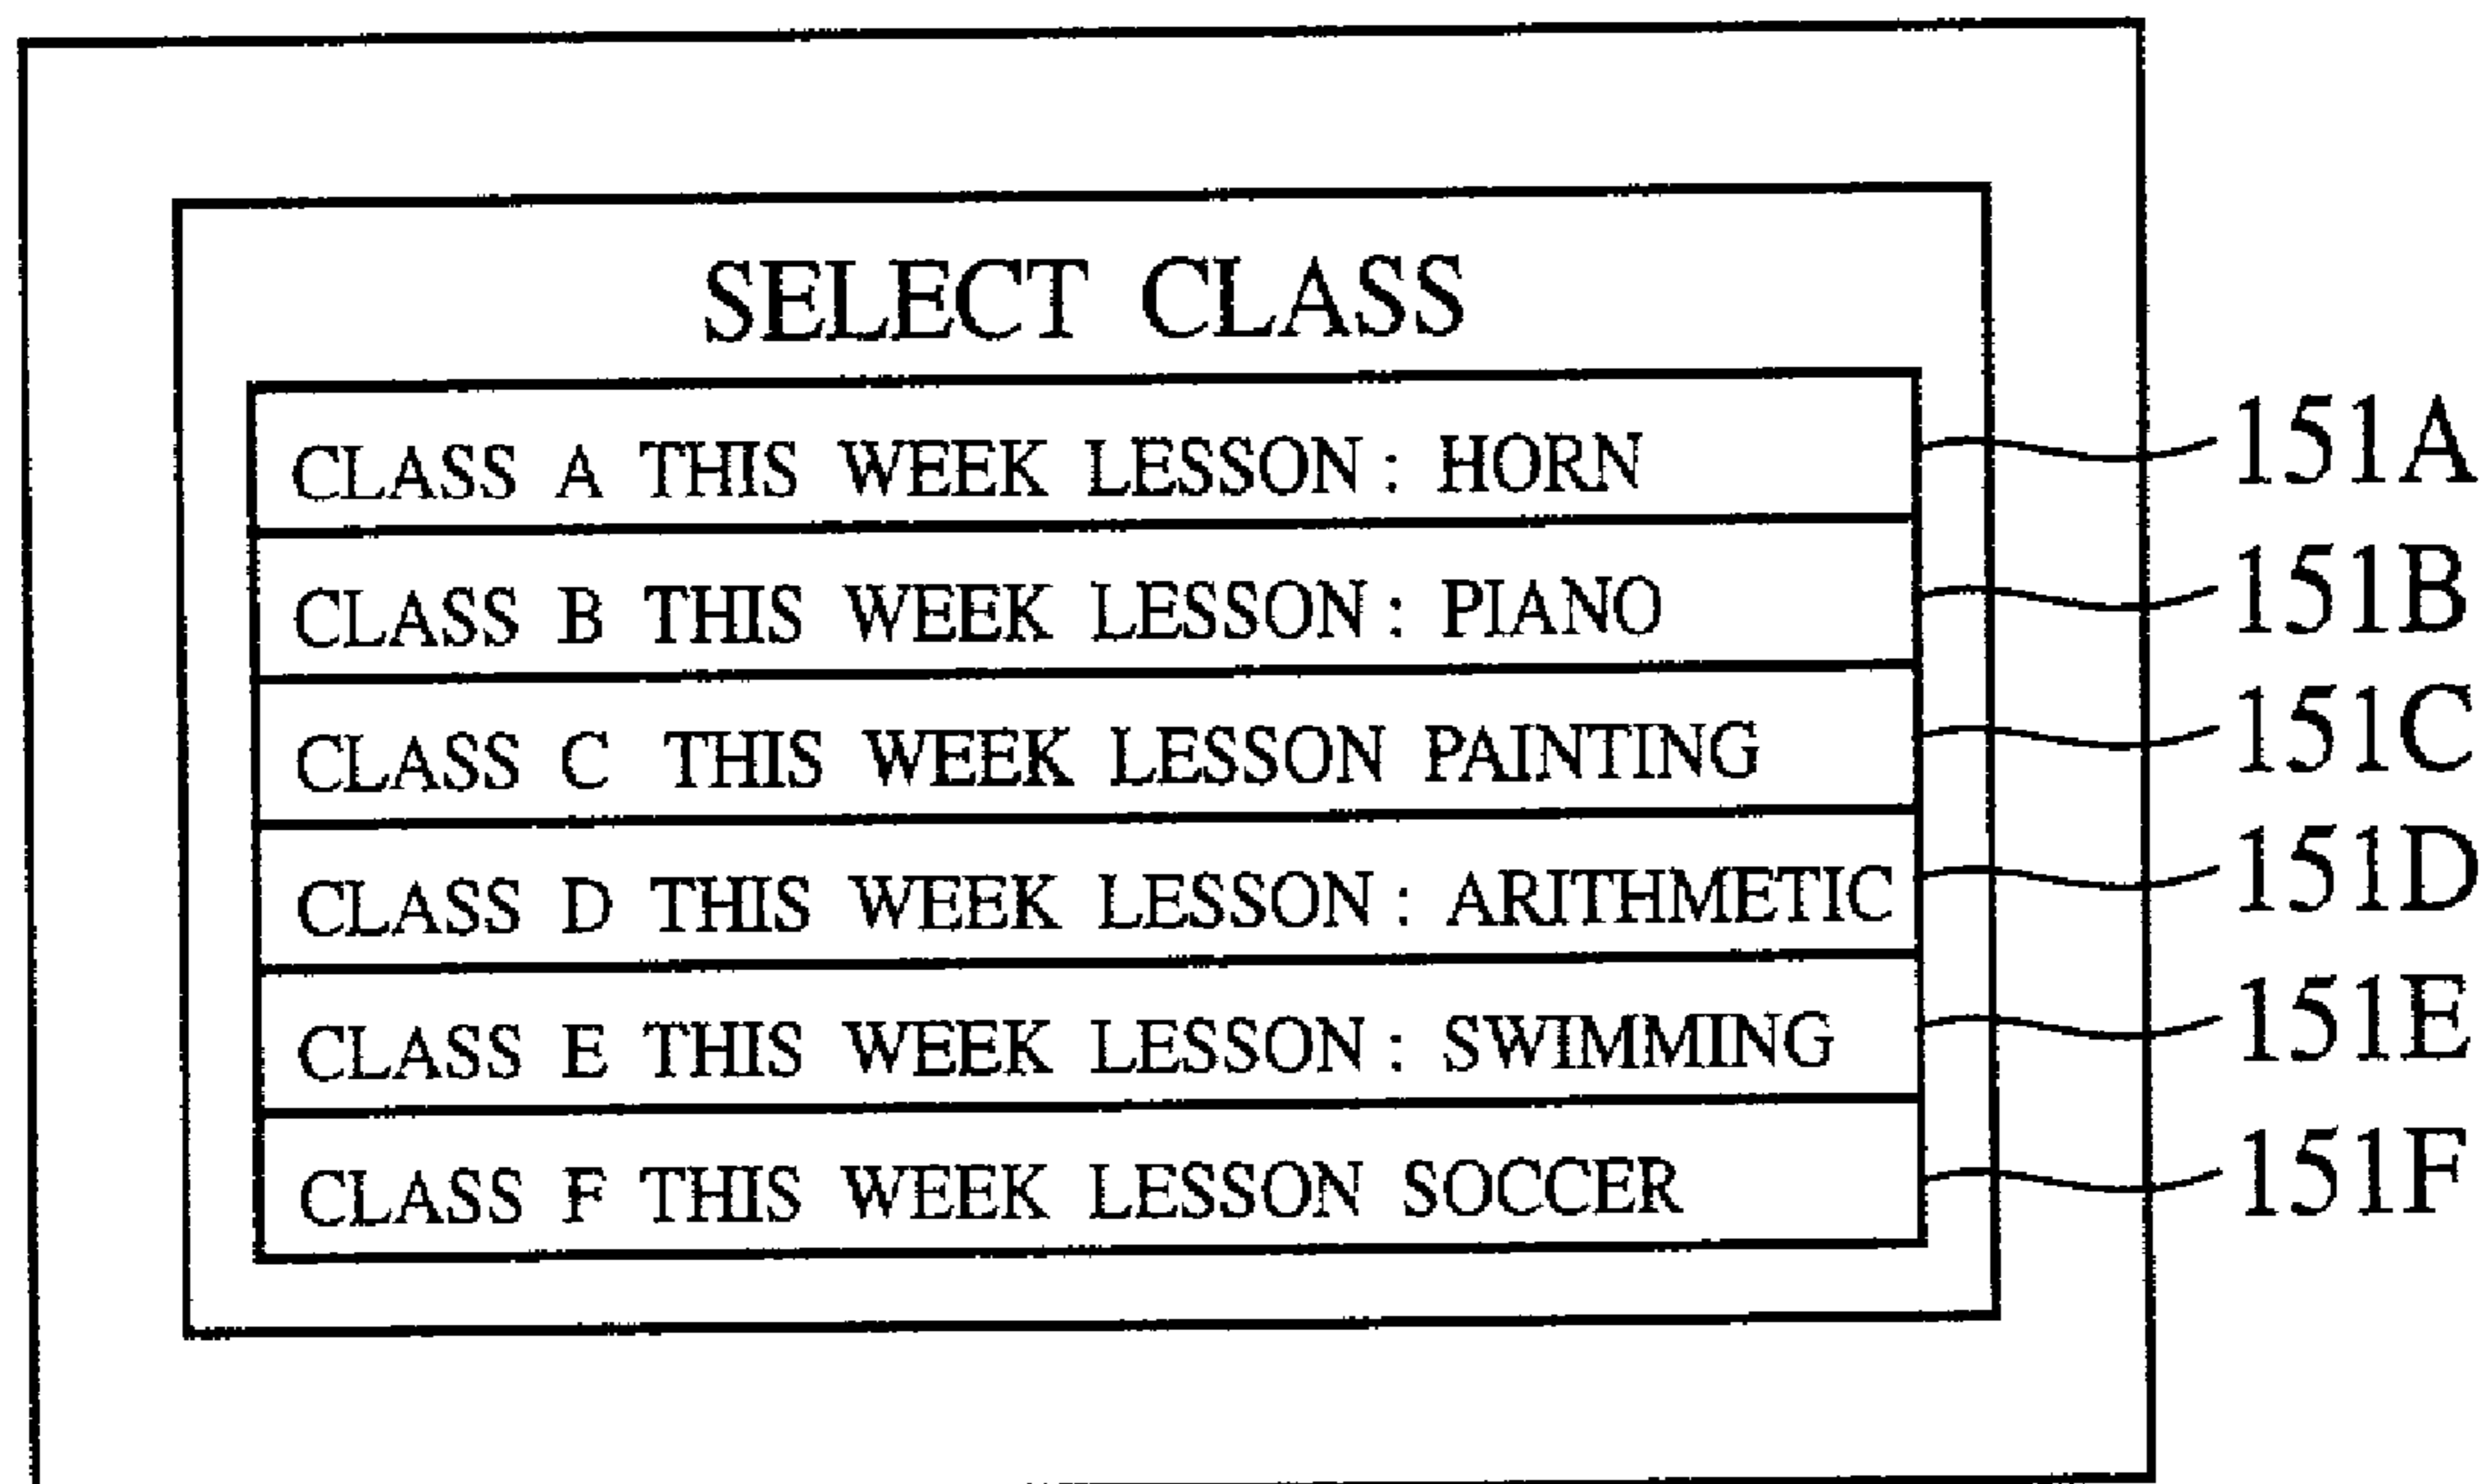 SELECT CLASS
CLASS A THIS WEEK LESSON : HORN 151A
CLASS B THIS WEEK LESSON : PIANO 151B
CLASS C THIS WEEK LESSON PAINTING 151C
CLASS D THIS WEEK LESSON : ARITHMETIC 151D
CLASS E THIS WEEK LESSON : SWIMMING 151E
CLASS F THIS WEEK LESSON SOCCER 151F